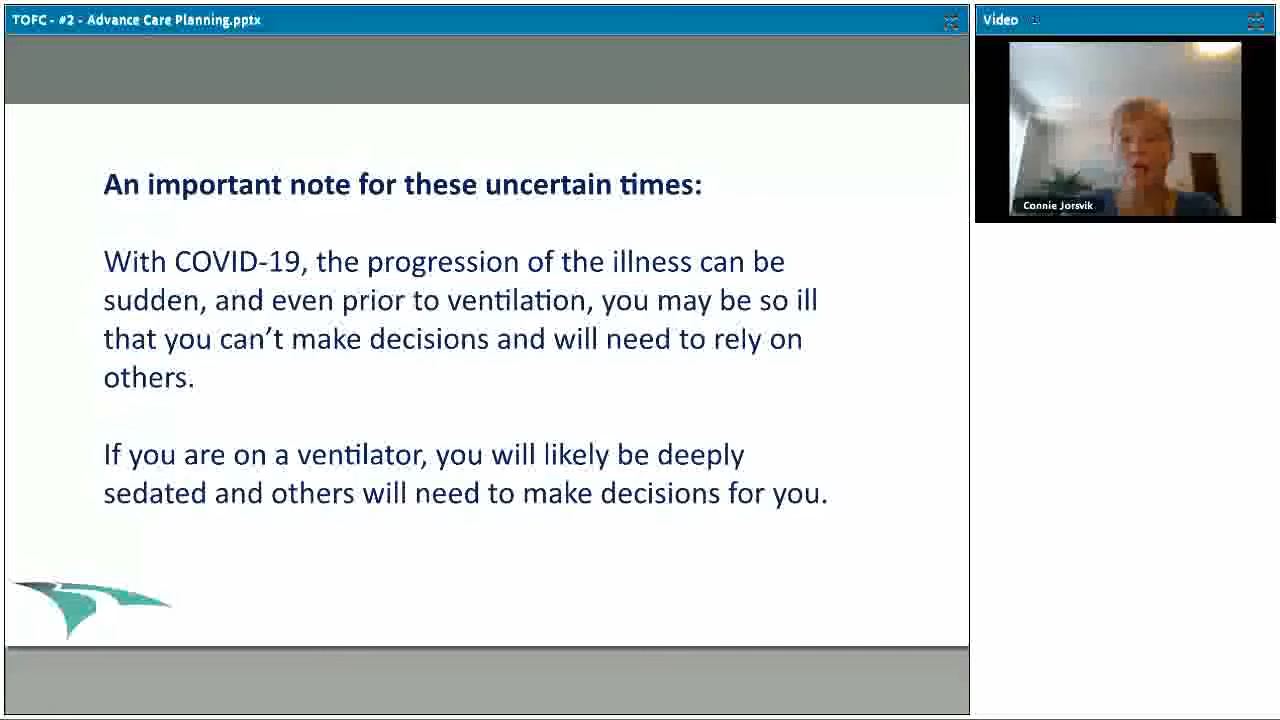 TOFC - #2 - Advance Care Planning.pptx
Video
Connie Jorsvik
An important note for these uncertain times:
With COVID-19, the progression of the illness can be
sudden, and even prior to ventilation, you may be so ill
that you can’t make decisions and will need to rely on
others.
If you are on a ventilator, you will likely be deeply
sedated and others will need to make decisions for you.